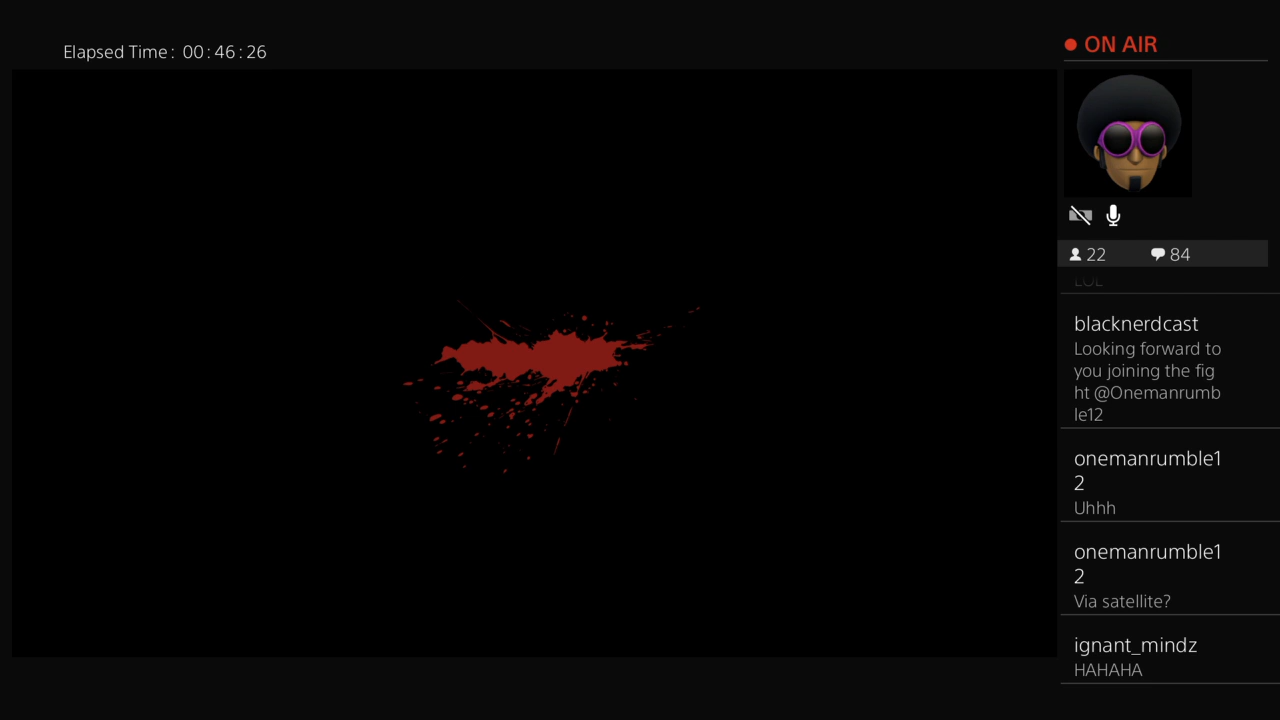 Elapsed Time: 00:46:26
ON AIR
22 84
LOL
blacknerdcast
Looking forward to
you joining the fig
ht @Onemanrumb
le12
onemanrumble1
2
Uhhh
onemanrumble1
2
Via satellite?
ignant_mindz
HAHAHA